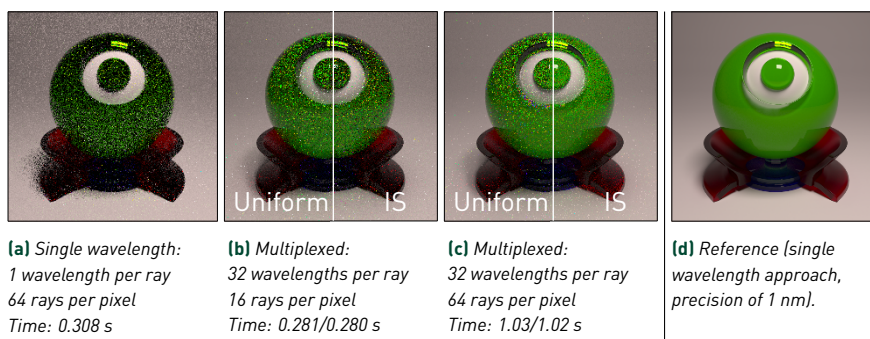 Uniform IS
Uniform IS
(a) Single wavelength:
1 wavelength per ray
64 rays per pixel
Time: 0.308 s
(b) Multiplexed:
32 wavelengths per ray
16 rays per pixel
Time: 0.281/0.280 s
(c) Multiplexed:
32 wavelengths per ray
64 rays per pixel
Time: 1.03/1.02 s
(d) Reference (single
wavelength approach,
precision of 1 nm).